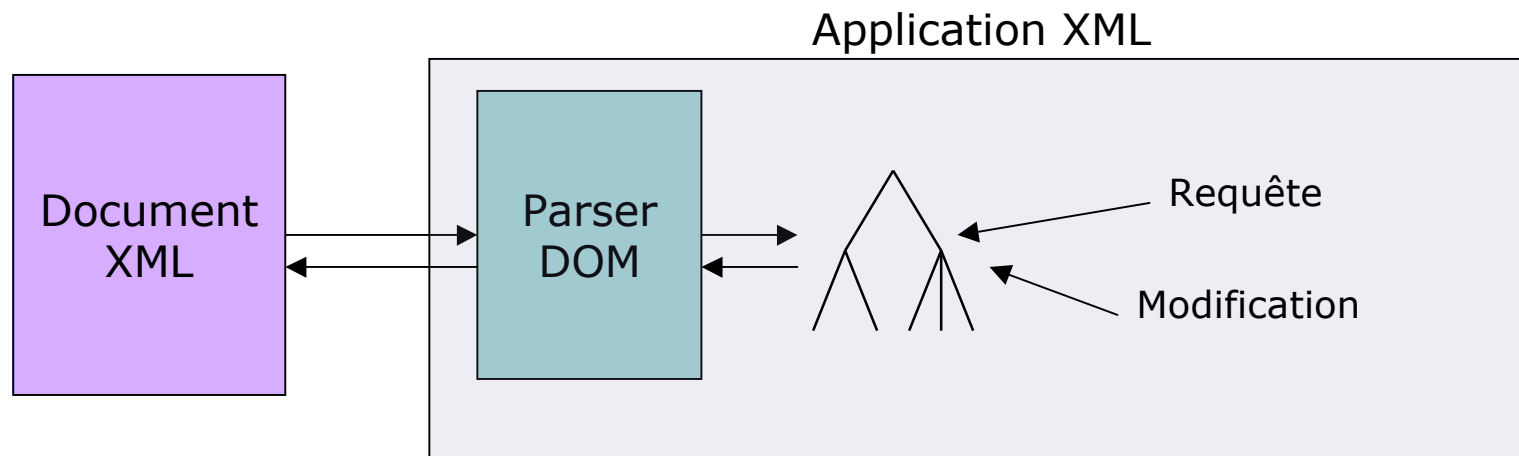 Application XML
Document
XML
Parser
DOM
Requête
Modification